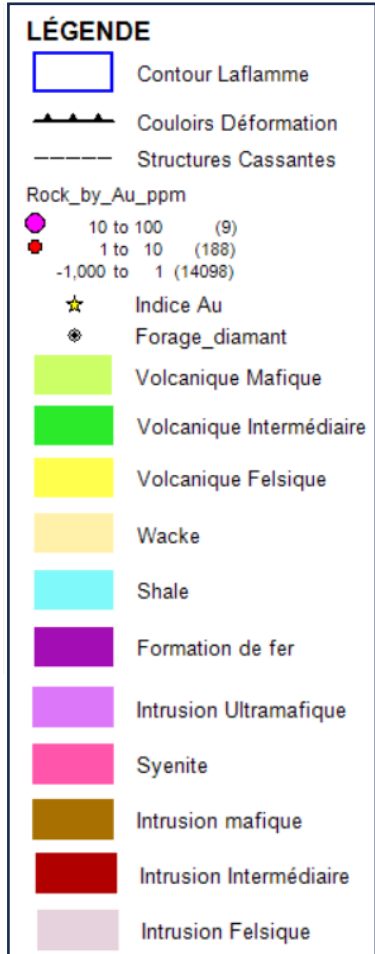 LÉGENDE
Contour Laflamme
Couloirs Déformation
Structures Cassantes
Rock_by_Au_ppm
10 to 100 (9)
1 to 10 (188)
-1,000 to 1 (14098)
Indice Au
Forage_diamant
Volcanique Mafique
Volcanique Intermédiaire
Volcanique Felsique
Wacke
Shale
Formation de fer
Intrusion Ultramafique
Syenite
Intrusion mafique
Intrusion Intermédiaire
Intrusion Felsique